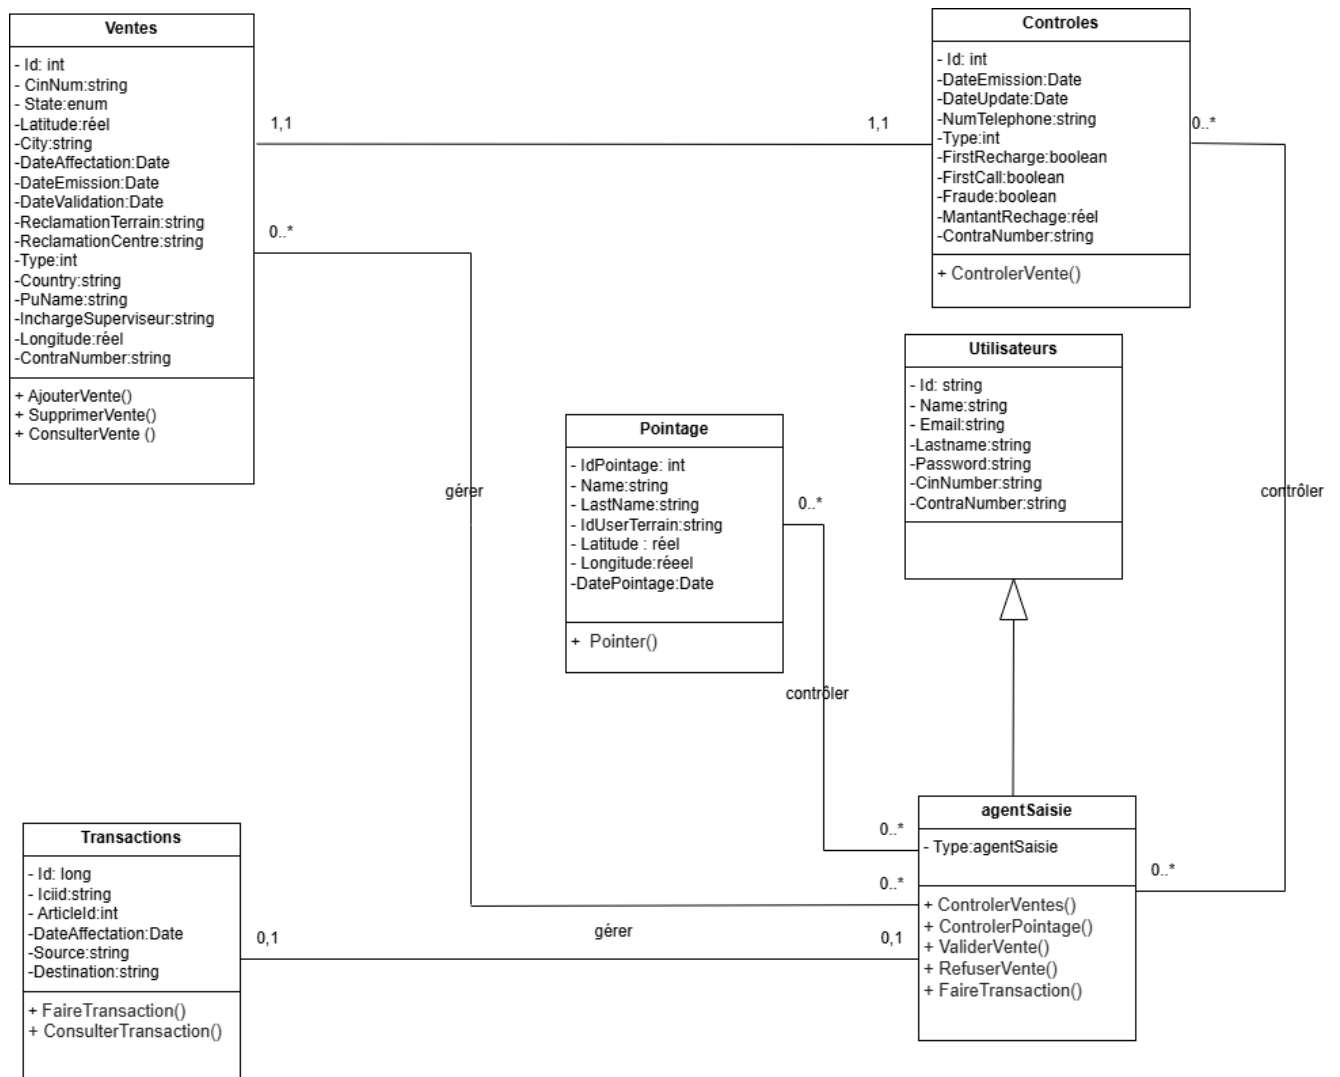 Ventes
- Id: int
- CinNum:string
- State:enum
-Latitude:réel
-City:string
-DateAffectation:Date
-DateEmission:Date
-DateValidation:Date
-ReclamationTerrain:string
-ReclamationCentre:string
-Type:int
-Country:string
-PuName:string
-InchargeSuperviseur:string
-Longitude:réel
-ContraNumber:string
+ AjouterVente()
+ SupprimerVente()
+ ConsulterVente ()
1,1
1,1
0..*
Controles
- Id: int
-DateEmission:Date
-DateUpdate:Date
-NumTelephone:string
-Type:int
-FirstRecharge:boolean
-FirstCall:boolean
-Fraude:boolean
-MantantRechage:réel
-ContraNumber:string
+ ControlerVente()
0..*
Utilisateurs
- Id: string
- Name:string
- Email:string
-Lastname:string
-Password:string
-CinNumber:string
-ContraNumber:string
Pointage
- IdPointage: int
- Name:string
- LastName:string
- IdUserTerrain:string
- Latitude : réel
- Longitude:réeel
-DatePointage:Date
+ Pointer()
0..*
gérer
contrôler
contrôler
Transactions
- Id: long
- Iciid:string
- ArticleId:int
-DateAffectation:Date
-Source:string
-Destination:string
+ FaireTransaction()
+ ConsulterTransaction()
0,1
gérer
0,1
0..*
0..*
agentSaisie
- Type:agentSaisie
+ ControlerVentes()
+ ControlerPointage()
+ ValiderVente()
+ RefuserVente()
+ FaireTransaction()
0..*